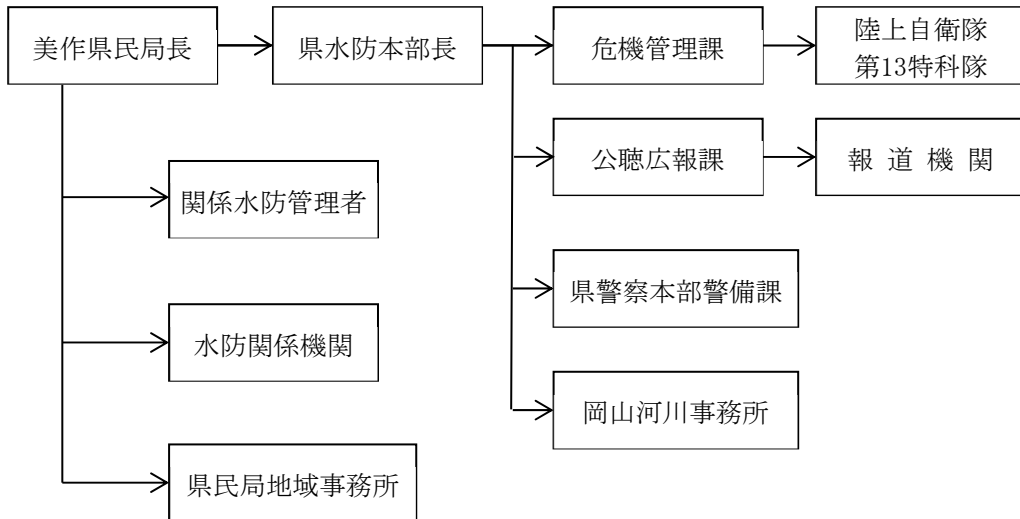 美作県民局長
県水防本部長
危機管理課
陸上自衛隊
第13特科隊
公聴広報課
報道機関
関係水防管理者
県警察本部警備課
水防関係機関
岡山河川事務所
県民局地域事務所